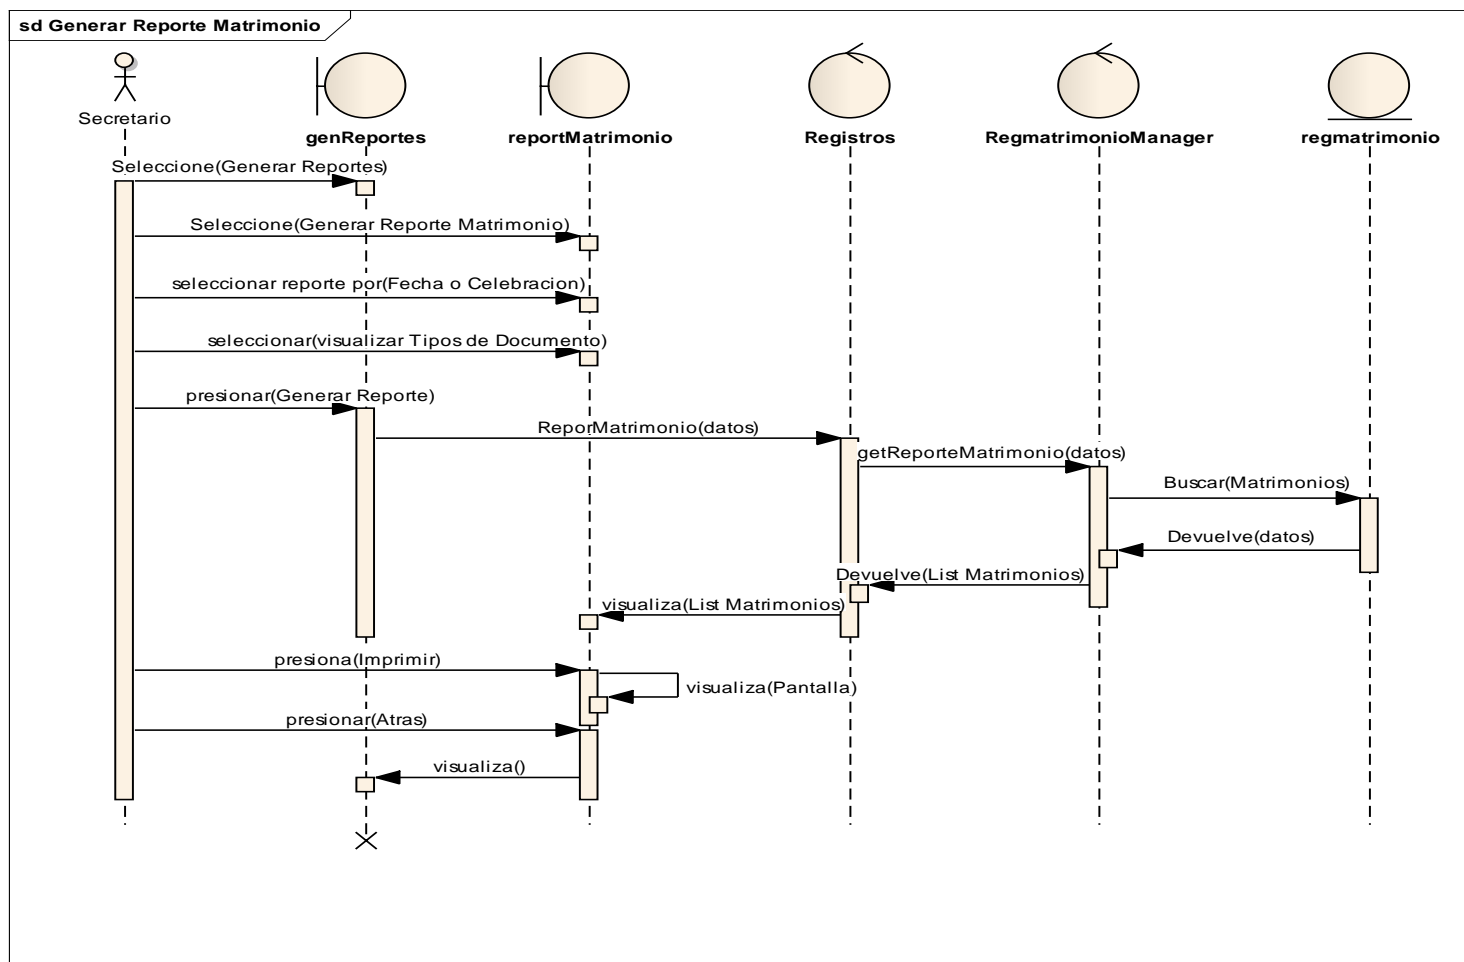 sd Generar Reporte Matrimonio
Secretario
genReportes
reportMatrimonio
Registros
RegmatrimonioManager
regmatrimonio
Seleccione(Generar Reportes)
Seleccione(Generar Reporte Matrimonio)
seleccionar reporte por(Fecha o Celebracion)
seleccionar(visualizar Tipos de Documento)
presionar(Generar Reporte)
ReporMatrimonio(datos)
getReporteMatrimonio(datos)
Buscar(Matrimonios)
Devuelve(datos)
Devuelve(List Matrimonios)
visualiza(List Matrimonios)
presiona(Imprimir)
visualiza(Pantalla)
presionar(Atras)
visualiza()